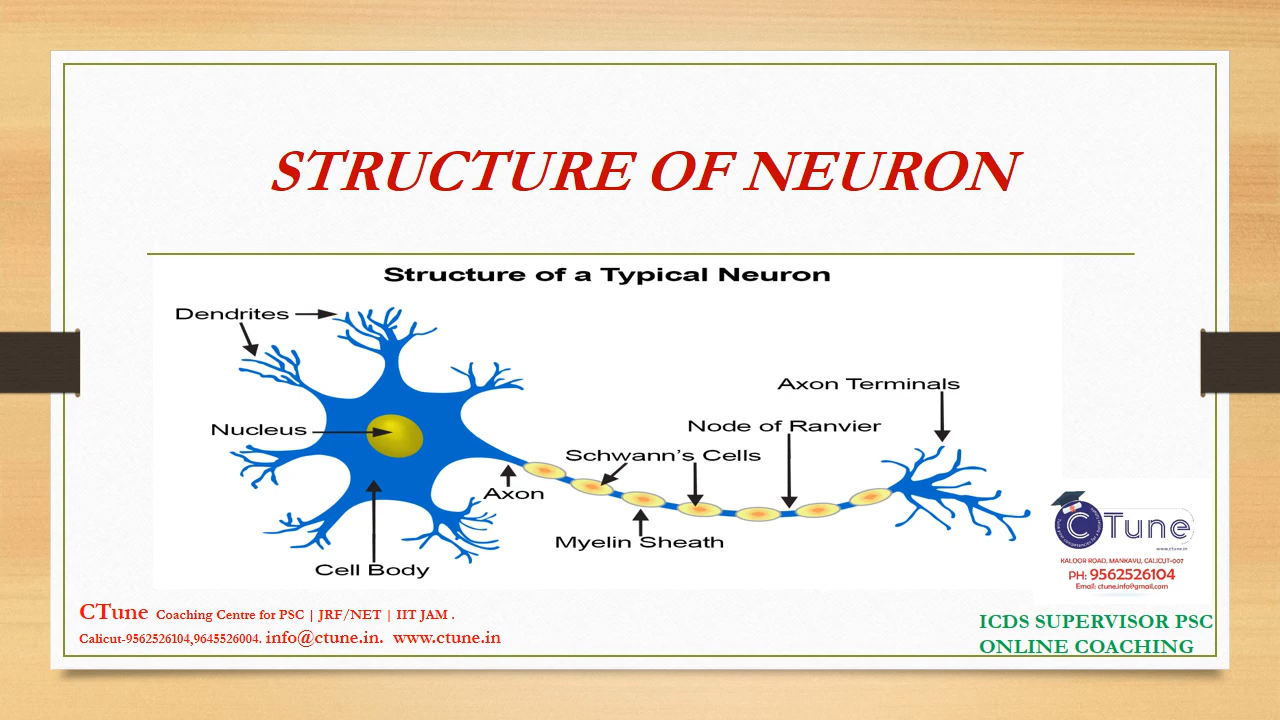 STRUCTURE OF NEURON
Structure of a Typical Neuron
Dendrites
Nucleus
Cell Body
Axon
Schwann's Cells
Myelin Sheath
Node of Ranvier
Axon Terminals
CTune
www.ctune.in
KALOOR ROAD, MANKAVU, CALICUT-007
PH: 9562526104
Email: ctune.info@gmail.com
CTune Coaching Centre for PSC | JRF/NET | IIT JAM .
Calicut-9562526104,9645526004. info@ctune.in. www.ctune.in
ICDS SUPERVISOR PSC
ONLINE COACHING